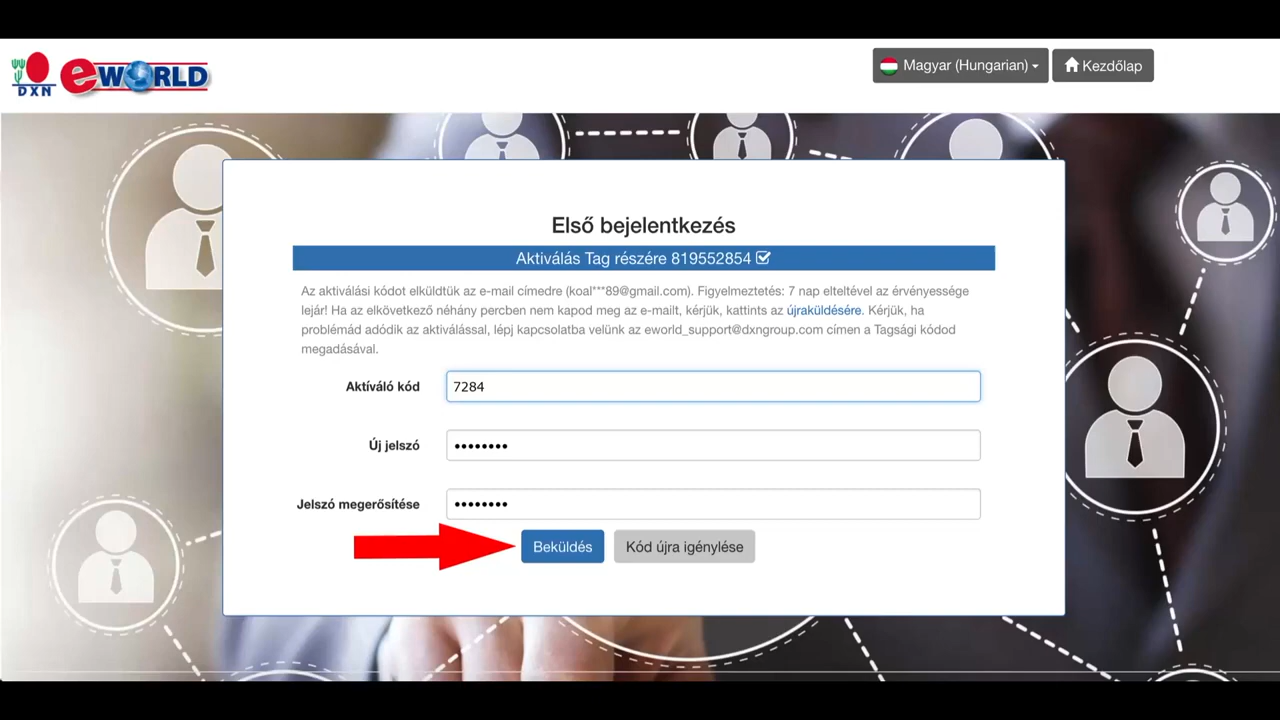 DXN
eWORLD
Magyar (Hungarian)
Kezdőlap
Első bejelentkezés
Aktiválás Tag részére 819552854
Az aktiválási kódot elküldtük az e-mail címedre (koal***89@gmail.com). Figyelmeztetés: 7 nap elteltével az érvényessége
lejár! Ha az elkövetkező néhány percben nem kapod meg az e-mailt, kérjük, kattints az újraküldésére. Kérjük, ha
problémád adódik az aktiválással, lépj kapcsolatba velünk az eworld_support@dxngroup.com címen a Tagsági kódod
megadásával.
Aktíváló kód
7284
Új jelszó
••••••••
Jelszó megerősítése
••••••••
Beküldés
Kód újra igénylése